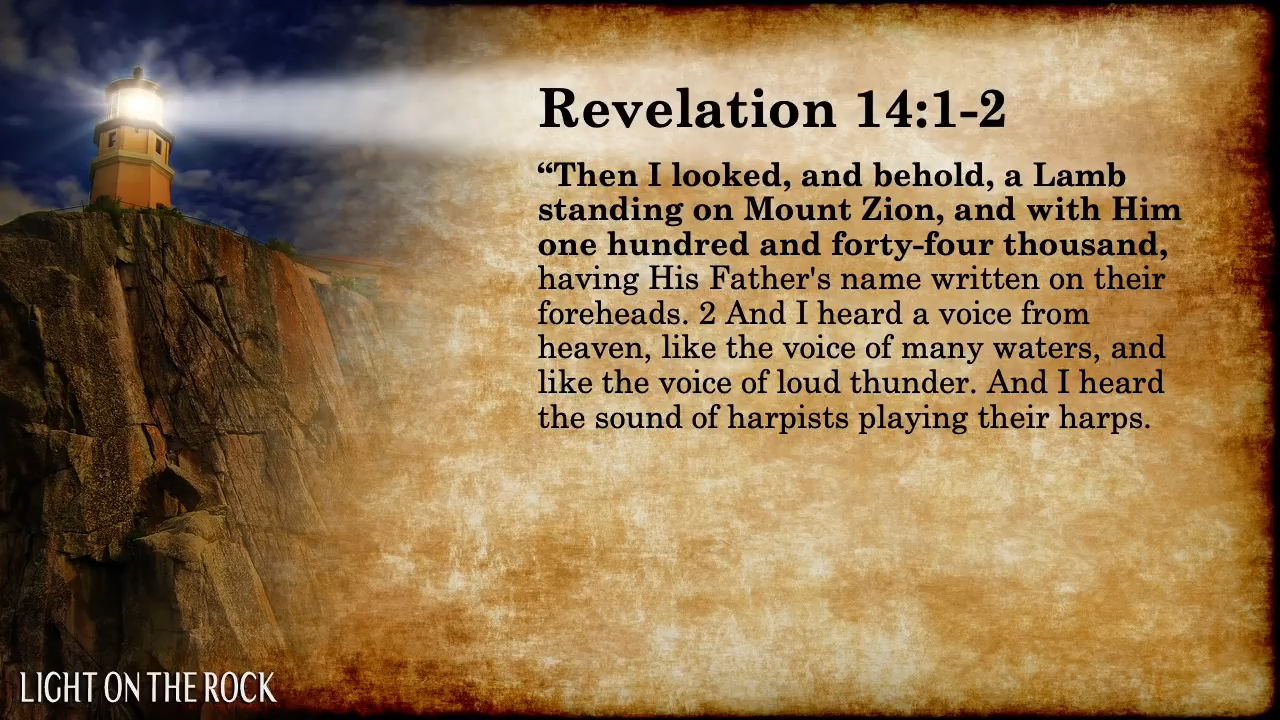 Revelation 14:1-2
“Then I looked, and behold, a Lamb
standing on Mount Zion, and with Him
one hundred and forty-four thousand,
having His Father's name written on their
foreheads. 2 And I heard a voice from
heaven, like the voice of many waters, and
like the voice of loud thunder. And I heard
the sound of harpists playing their harps.
LIGHT ON THE ROCK